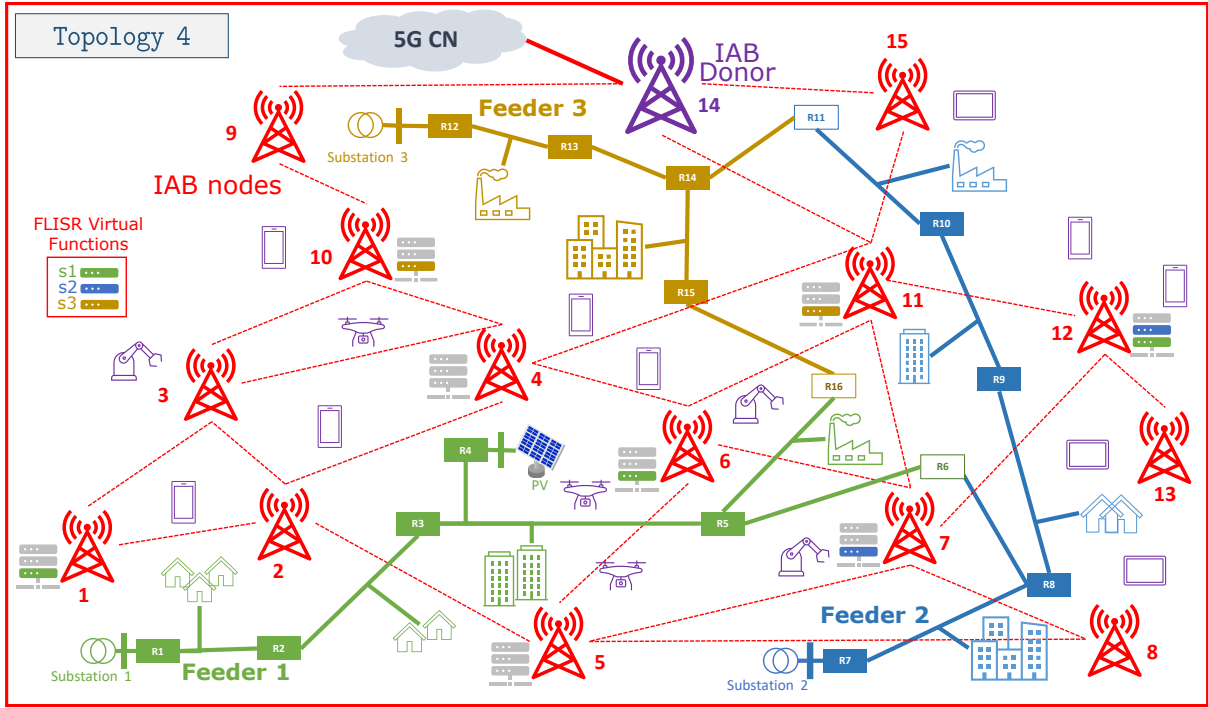 Topology 4
5G CN
15
IAB
Donor
14
9
Feeder 3
R12
R11
Substation 3
R13
IAB nodes
R14
FLISR Virtual
Functions
s1
s2
s3
10
R10
R15
11
12
3
4
R16
R9
R4
6
R6
PV
13
R3
R5
2
7
1
R8
Feeder 2
R1
R2
Feeder 1
5
8
Substation 1
R7
Substation 2